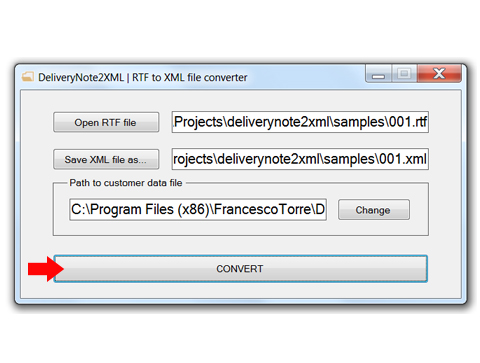 DeliveryNote2XML | RTF to XML file converter
Open RTF file .Projects\deliverynote2xml\samples\001.rtf
Save XML file as... rojects\deliverynote2xml\samples\001.xml
Path to customer data file
C:\Program Files (x86)\FrancescoTorre\D Change
CONVERT